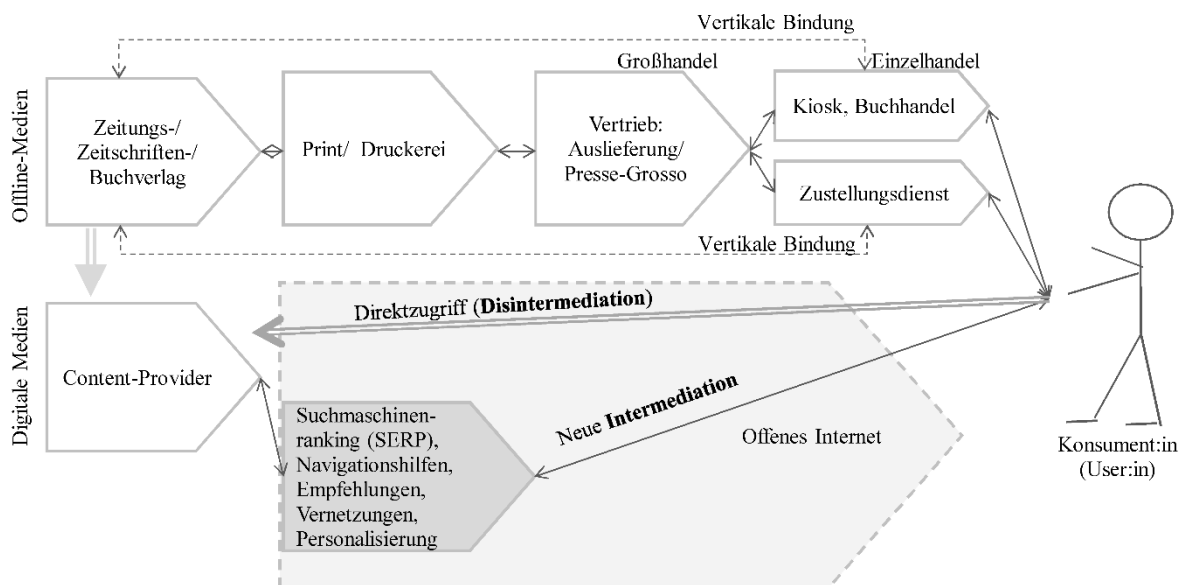 Vertikale Bindung
Großhandel
Einzelhandel
Offline-Medien
Zeitungs-/
Zeitschriften-/
Buchverlag
Print/ Druckerei
Vertrieb:
Auslieferung/
Presse-Grosso
Kiosk, Buchhandel
Zustellungsdienst
Vertikale Bindung
Digitale Medien
Content-Provider
Direktzugriff (Disintermediation)
Suchmaschinen-
ranking (SERP),
Navigationshilfen,
Empfehlungen,
Vernetzungen,
Personalisierung
Neue Intermediation
Offenes Internet
Konsument:in
(User:in)